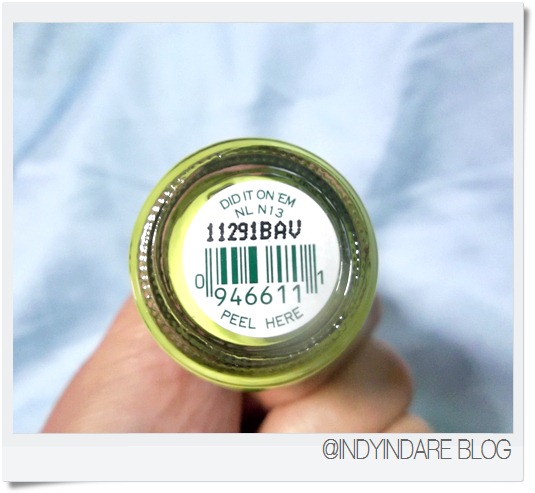 DID IT ON 'EM
NL N13
11291BAV
0 946611 1
PEEL HERE
@INDYINDARE BLOG